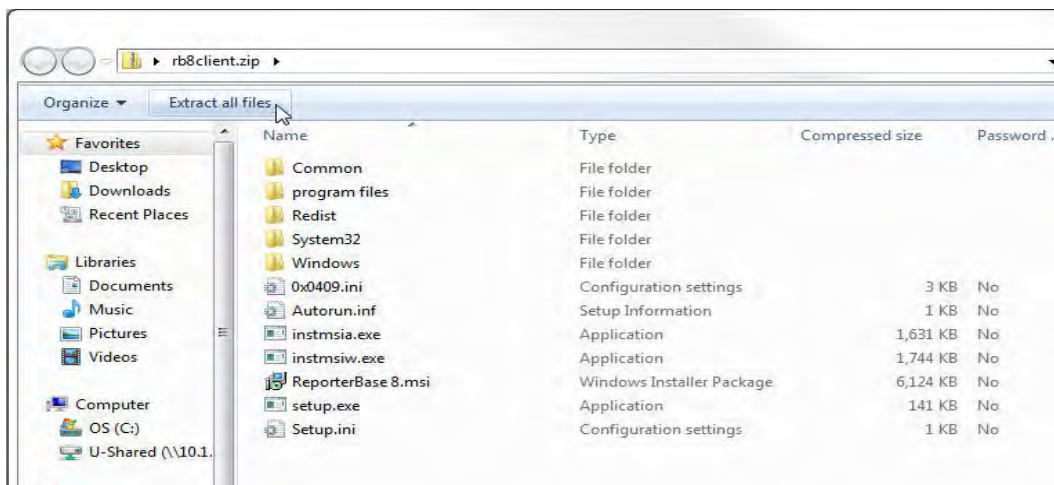 rb8client.zip
Organize Extract all files
Name Type Compressed size Password .
Favorites
Desktop
Downloads
Recent Places
Libraries
Documents
Music
Pictures
Videos
Computer
OS (C:)
U-Shared (\\10.1.
Common File folder
program files File folder
Redist File folder
System32 File folder
Windows File folder
0x0409.ini Configuration settings 3 KB No
Autorun.inf Setup Information 1 KB No
instmsia.exe Application 1,631 KB No
instmsiw.exe Application 1,744 KB No
ReporterBase 8.msi Windows Installer Package 6,124 KB No
setup.exe Application 141 KB No
Setup.ini Configuration settings 1 KB No